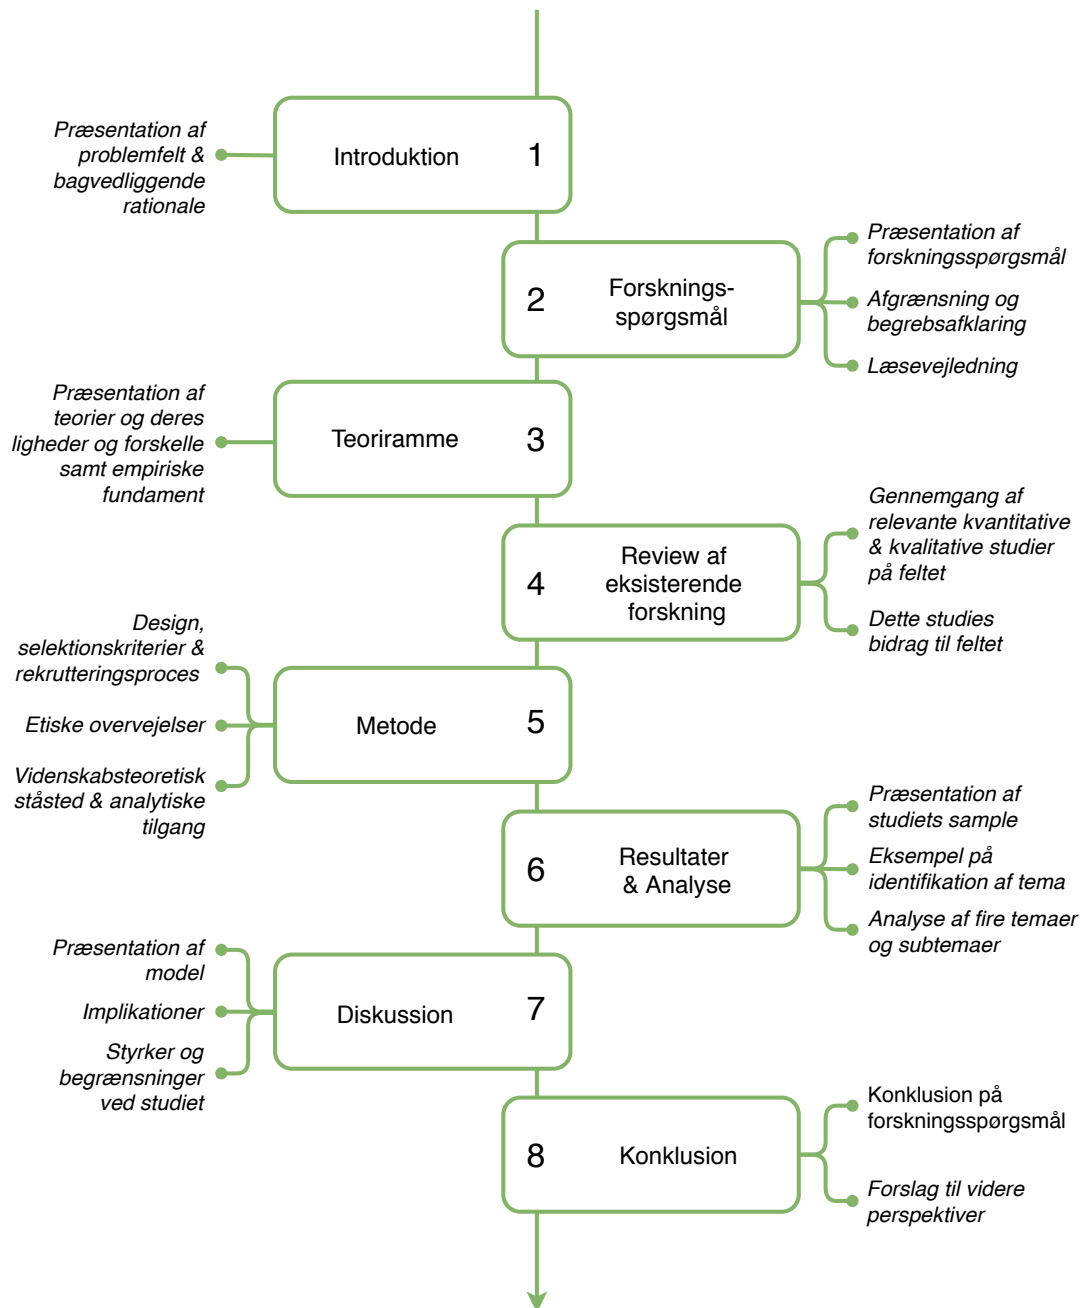 Præsentation af
problemfelt &
bagvedliggende
rationale
Introduktion 1
2 Forsknings-
spørgsmål
Præsentation af
forskningsspørgsmål
Afgrænsning og
begrebsafklaring
Læsevejledning
Præsentation af
teorier og deres
ligheder og forskelle
samt empiriske
fundament
Teoriramme 3
4 Review af
eksisterende
forskning
Gennemgang af
relevante kvantitative
& kvalitative studier
på feltet
Dette studies
bidrag til feltet
Design,
selektionskriterier &
rekrutteringsproces
Etiske overvejelser
Videnskabsteoretisk
ståsted & analytiske
tilgang
Metode 5
6 Resultater
& Analyse
Præsentation af
studiets sample
Eksempel på
identifikation af tema
Analyse af fire temaer
og subtemaer
Præsentation af
model
Implikationer
Styrker og
begrænsninger
ved studiet
Diskussion 7
8 Konklusion
Konklusion på
forskningsspørgsmål
Forslag til videre
perspektiver